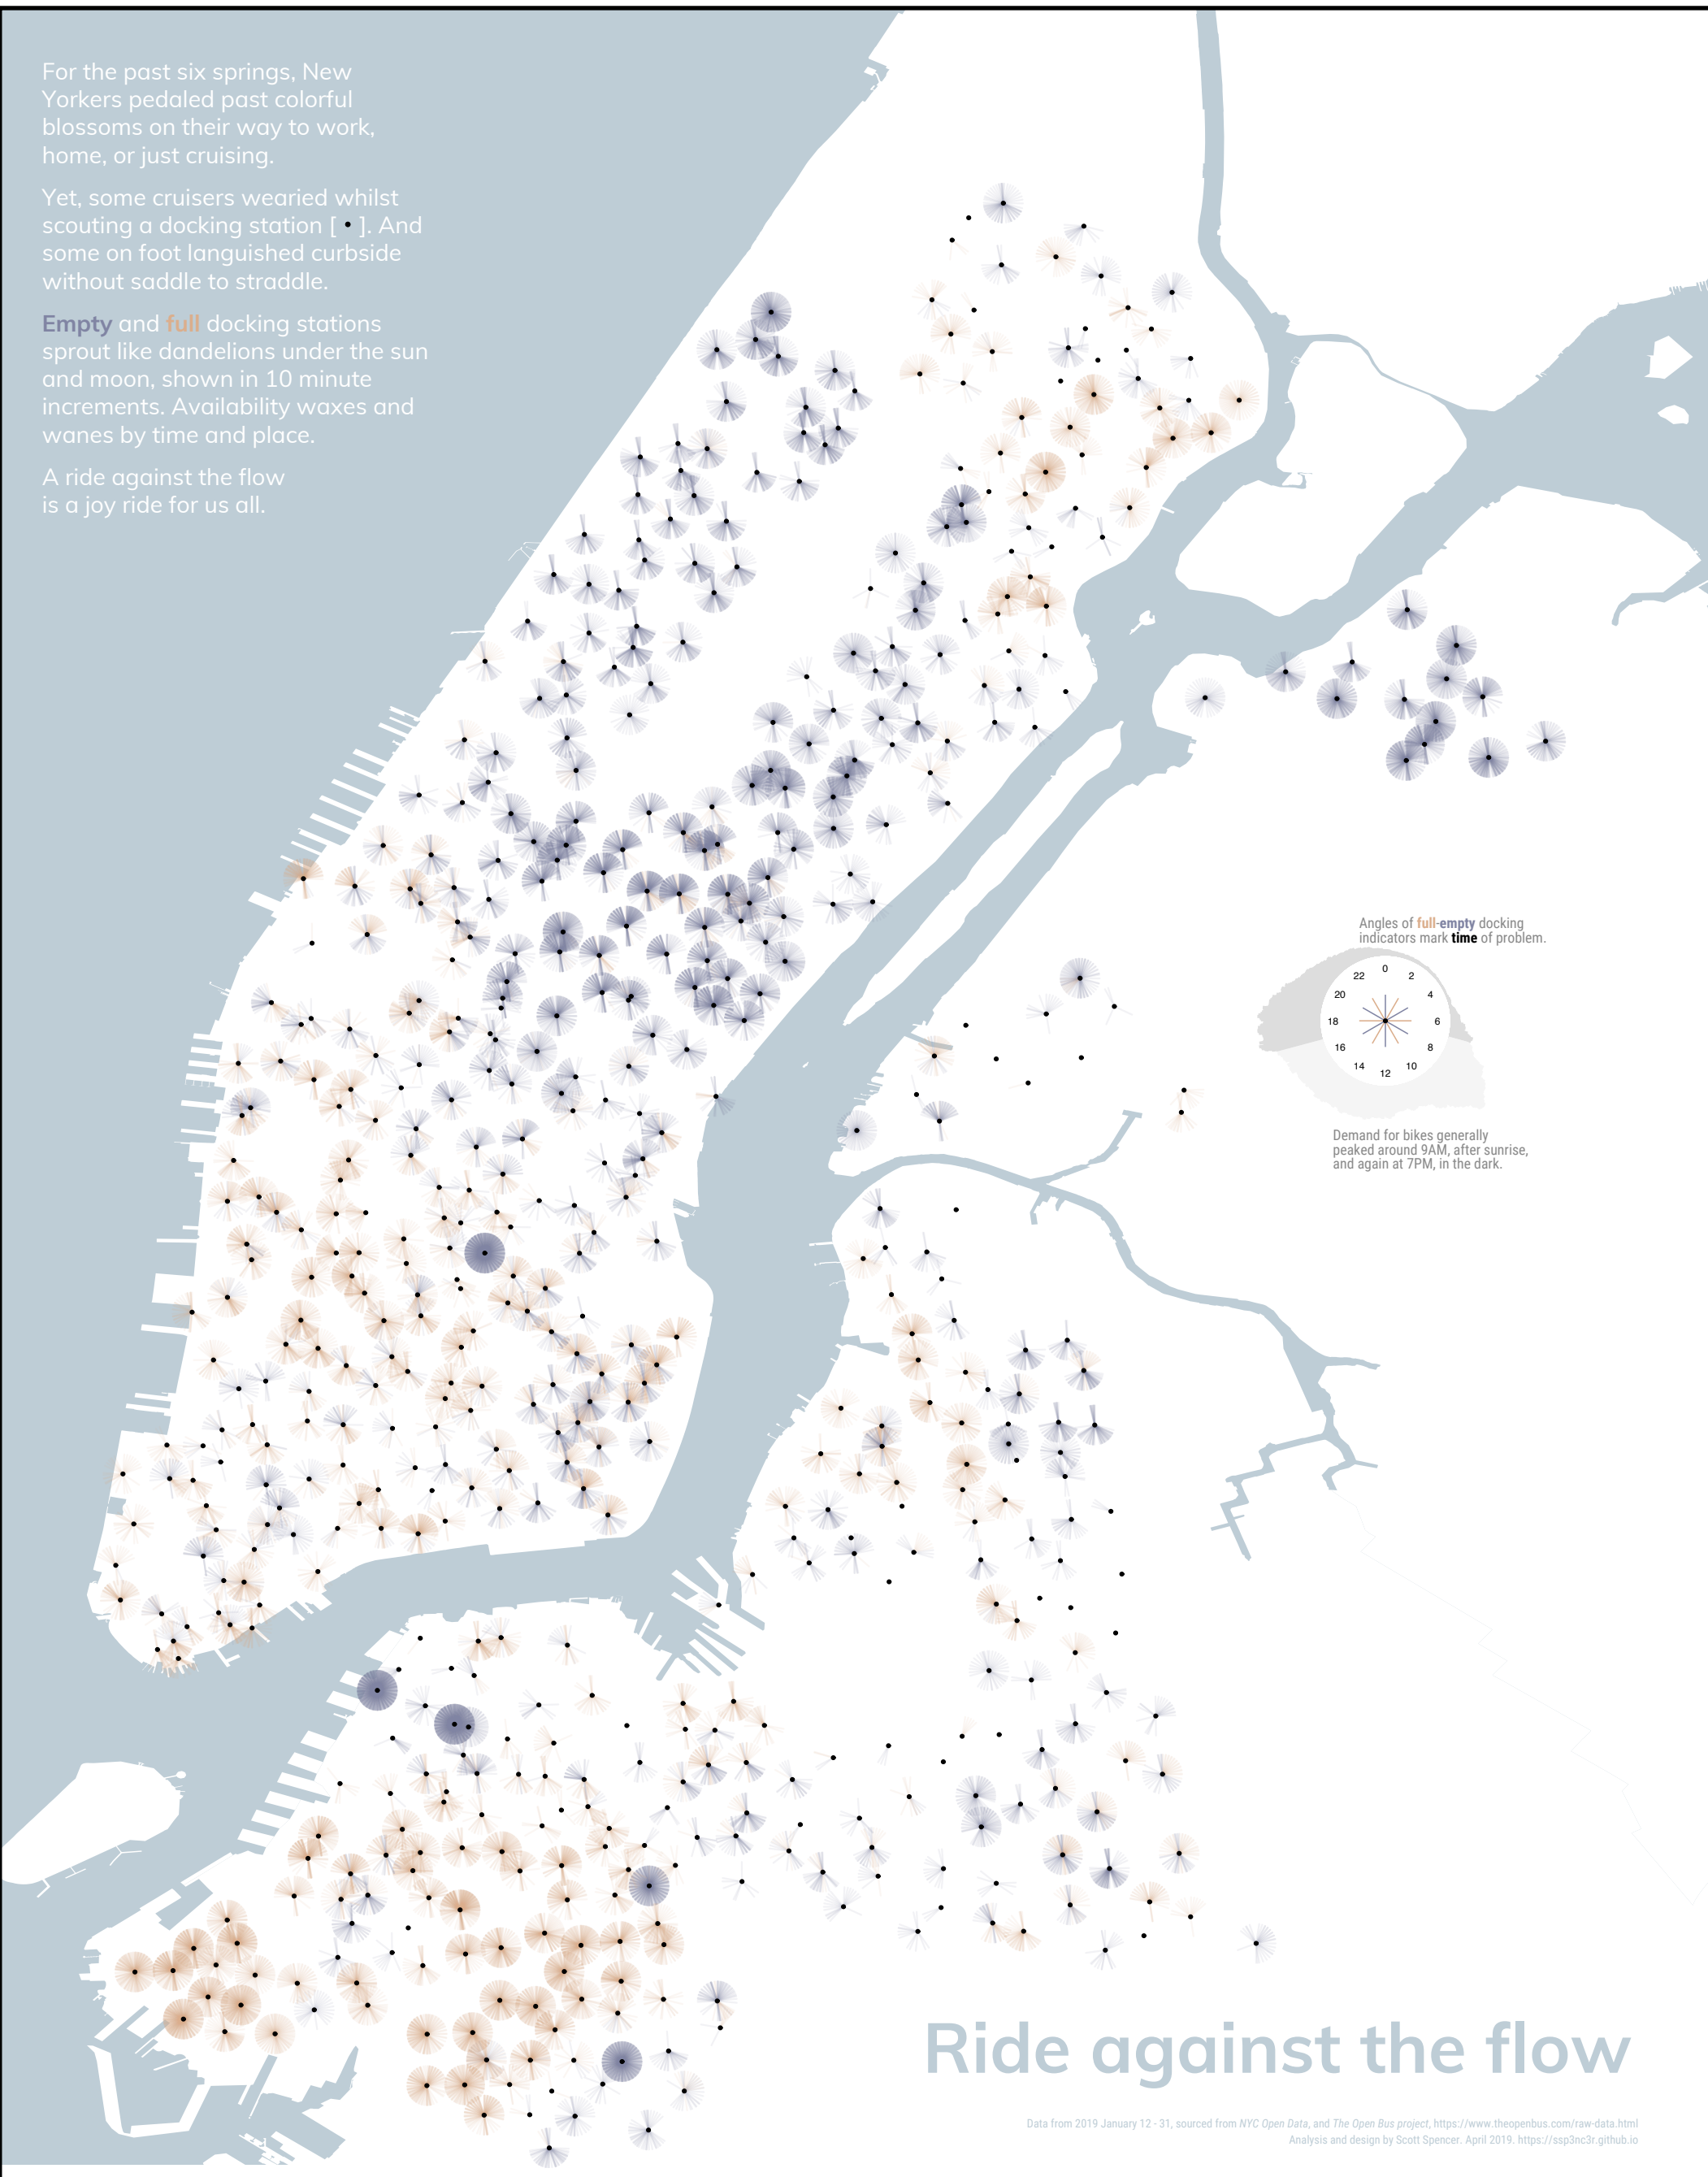 For the past six springs, New
Yorkers pedaled past colorful
blossoms on their way to work,
home, or just cruising.
Yet, some cruisers wearied whilst
scouting a docking station [ • ]. And
some on foot languished curbside
without saddle to straddle.
Empty and full docking stations
sprout like dandelions under the sun
and moon, shown in 10 minute
increments. Availability waxes and
wanes by time and place.
A ride against the flow
is a joy ride for us all.
Angles of full-empty docking
indicators mark time of problem.
0
22 2
20 4
18 6
16 8
14 10
12
Demand for bikes generally
peaked around 9AM, after sunrise,
and again at 7PM, in the dark.
Ride against the flow
Data from 2019 January 12 - 31, sourced from NYC Open Data, and The Open Bus project, https://www.theopenbus.com/raw-data.html
Analysis and design by Scott Spencer. April 2019. https://ssp3nc3r.github.io